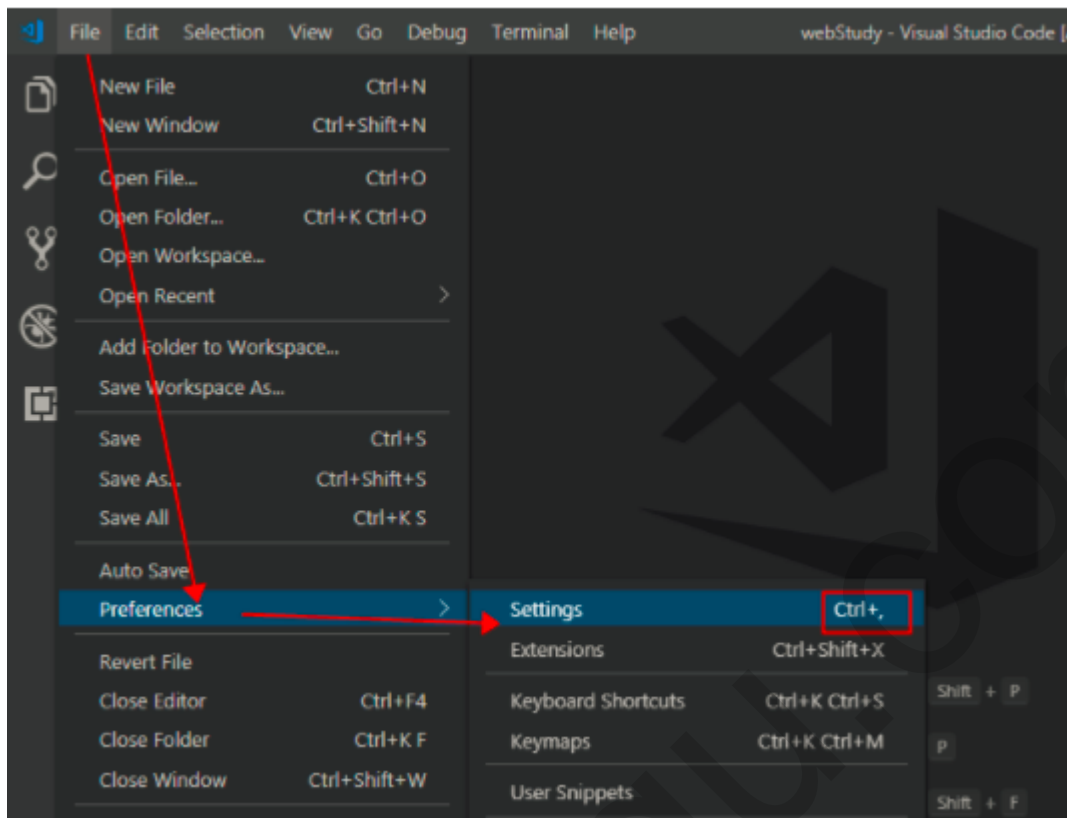 File Edit Selection View Go Debug Terminal Help webStudy - Visual Studio Code [
New File Ctrl+N
New Window Ctrl+Shift+N
Open File... Ctrl+O
Open Folder... Ctrl+K Ctrl+O
Open Workspace...
Open Recent
Add Folder to Workspace...
Save Workspace As...
Save Ctrl+S
Save As... Ctrl+Shift+S
Save All Ctrl+K S
Auto Save
Preferences
Settings Ctrl+,
Extensions Ctrl+Shift+X
Revert File
Close Editor Ctrl+F4
Keyboard Shortcuts Ctrl+K Ctrl+S
Shift + P
Close Folder Ctrl+K F
Keymaps Ctrl+K Ctrl+M
P
Close Window Ctrl+Shift+W
User Snippets
Shift + F